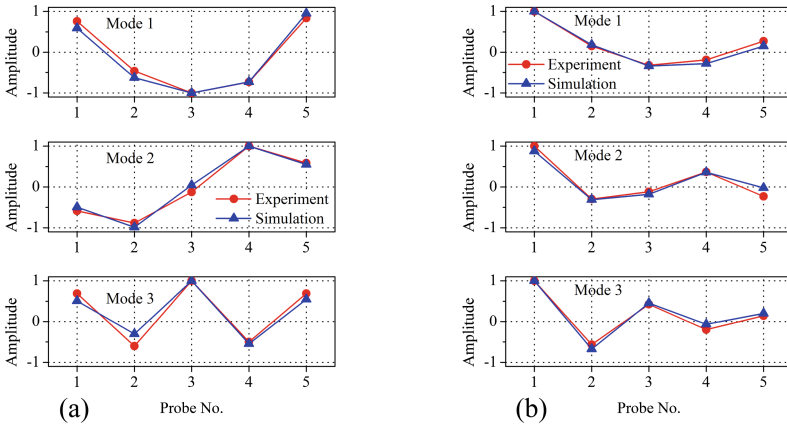 Amplitude
1
0
-1
Mode 1
1 2 3 4 5
Amplitude
1
0
-1
Mode 2
Experiment
Simulation
1 2 3 4 5
Amplitude
1
0
-1
Mode 3
1 2 3 4 5
(a)
Probe No.
Amplitude
1
0
-1
Mode 1
Experiment
Simulation
1 2 3 4 5
Amplitude
1
0
-1
Mode 2
1 2 3 4 5
Amplitude
1
0
-1
Mode 3
1 2 3 4 5
(b)
Probe No.